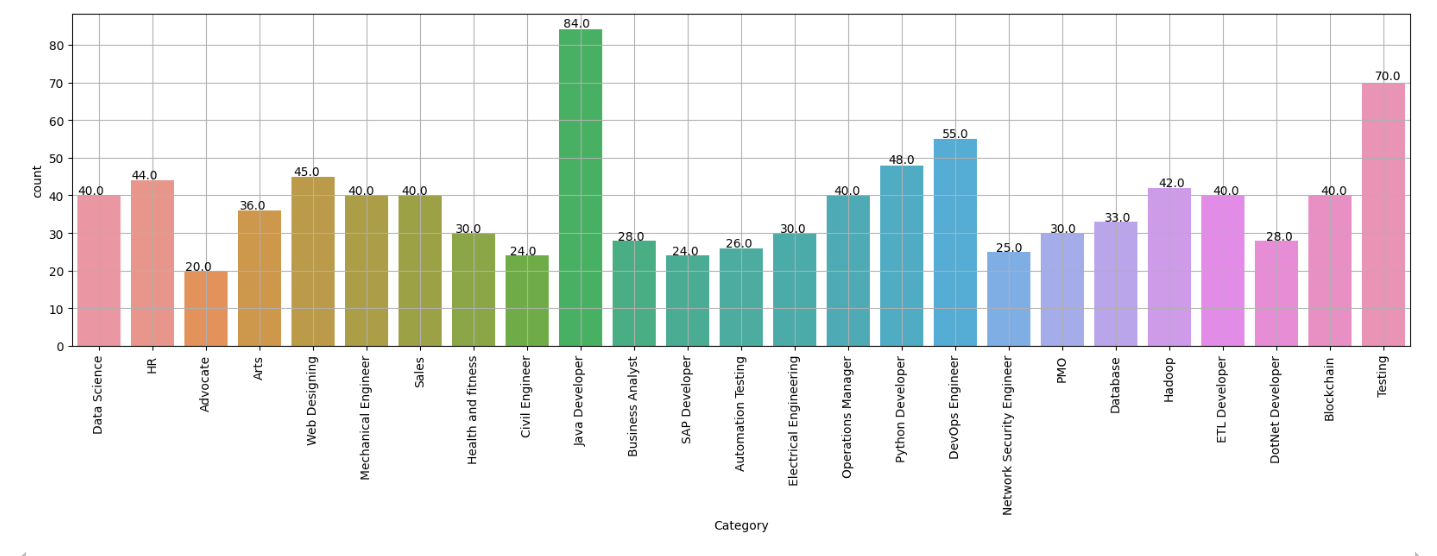 84.0
80
70.0
70
60
55.0
50
48.0
45.0
44.0
42.0
40.0 40.0 40.0 40.0 40.0 40.0
40
36.0
33.0
30.0 30.0 30.0
30
28.0 28.0
26.0
25.0
24.0 24.0
20.0
20
10
0
count
Data Science
HR
Advocate
Arts
Web Designing
Mechanical Engineer
Sales
Health and fitness
Civil Engineer
Java Developer
Business Analyst
SAP Developer
Automation Testing
Electrical Engineering
Operations Manager
Python Developer
DevOps Engineer
Network Security Engineer
PMO
Database
Hadoop
ETL Developer
DotNet Developer
Blockchain
Testing
Category